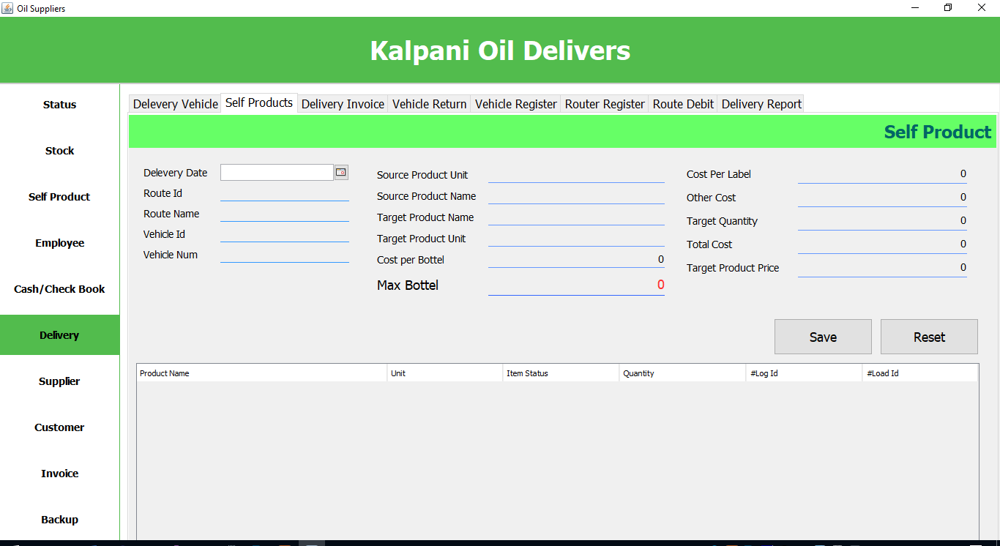 Oil Suppliers
Kalpani Oil Delivers
Status
Stock
Self Product
Employee
Cash/Check Book
Delivery
Supplier
Customer
Invoice
Backup
Delevery Vehicle Self Products Delivery Invoice Vehicle Return Vehicle Register Router Register Route Debit Delivery Report
Self Product
Delevery Date
Route Id
Route Name
Vehicle Id
Vehicle Num
Source Product Unit
Source Product Name
Target Product Name
Target Product Unit
Cost per Bottel 0
Max Bottel 0
Cost Per Label 0
Other Cost 0
Target Quantity 0
Total Cost 0
Target Product Price 0
Save Reset
Product Name Unit Item Status Quantity #Log Id #Load Id